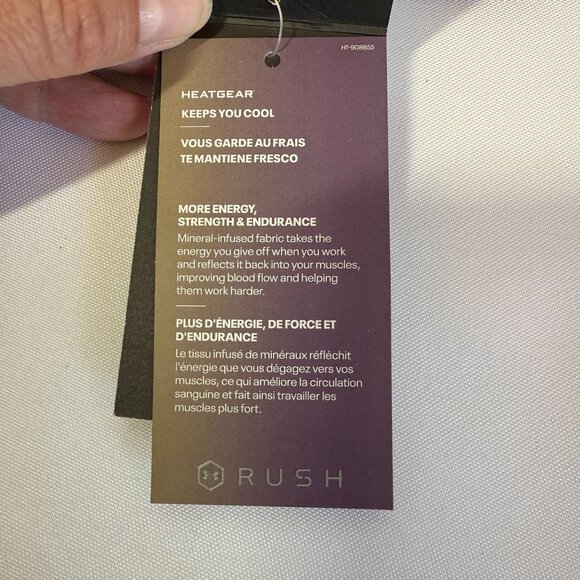 HT-908655
HEATGEAR
KEEPS YOU COOL
VOUS GARDE AU FRAIS
TE MANTIENE FRESCO
MORE ENERGY,
STRENGTH & ENDURANCE
Mineral-infused fabric takes the
energy you give off when you work
and reflects it back into your muscles,
improving blood flow and helping
them work harder.
PLUS D'ÉNERGIE, DE FORCE ET
D'ENDURANCE
Le tissu infusé de minéraux réfléchit
l'énergie que vous dégagez vers vos
muscles, ce qui améliore la circulation
sanguine et fait ainsi travailler les
muscles plus fort.
RUSH